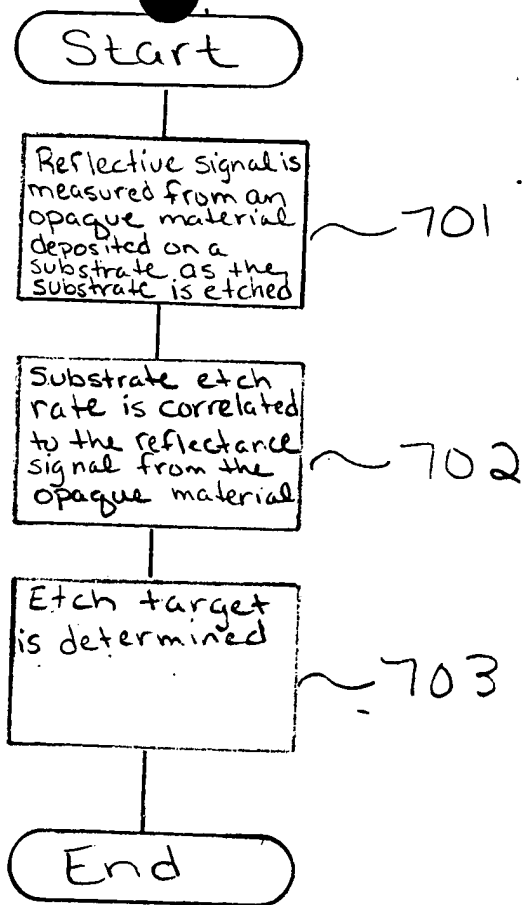 Start
Reflective signal is
measured from an
opaque material
deposited on a
substrate as the
substrate is etched
701
Substrate etch
rate is correlated
to the reflectance
signal from the
opaque material
702
Etch target
is determined
703
End